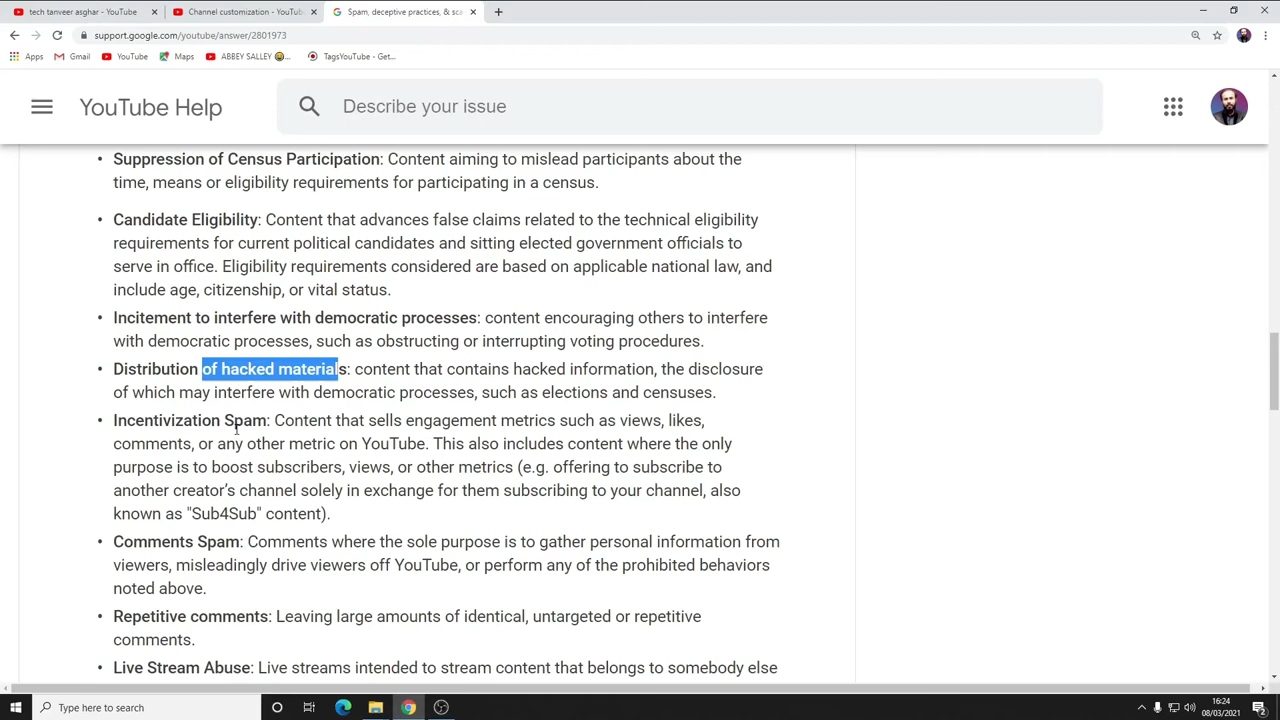 tech tanveer asghar - YouTube
Channel customization - YouTub
Spam, deceptive practices, & sca
support.google.com/youtube/answer/2801973
Apps
Gmail
YouTube
Maps
ABBEY SALLEY 😂...
TagsYouTube - Get...
YouTube Help
Describe your issue
• Suppression of Census Participation: Content aiming to mislead participants about the
time, means or eligibility requirements for participating in a census.
• Candidate Eligibility: Content that advances false claims related to the technical eligibility
requirements for current political candidates and sitting elected government officials to
serve in office. Eligibility requirements considered are based on applicable national law, and
include age, citizenship, or vital status.
• Incitement to interfere with democratic processes: content encouraging others to interfere
with democratic processes, such as obstructing or interrupting voting procedures.
• Distribution of hacked materials: content that contains hacked information, the disclosure
of which may interfere with democratic processes, such as elections and censuses.
• Incentivization Spam: Content that sells engagement metrics such as views, likes,
comments, or any other metric on YouTube. This also includes content where the only
purpose is to boost subscribers, views, or other metrics (e.g. offering to subscribe to
another creator’s channel solely in exchange for them subscribing to your channel, also
known as "Sub4Sub" content).
• Comments Spam: Comments where the sole purpose is to gather personal information from
viewers, misleadingly drive viewers off YouTube, or perform any of the prohibited behaviors
noted above.
• Repetitive comments: Leaving large amounts of identical, untargeted or repetitive
comments.
• Live Stream Abuse: Live streams intended to stream content that belongs to somebody else
Type here to search
16:24
08/03/2021
2